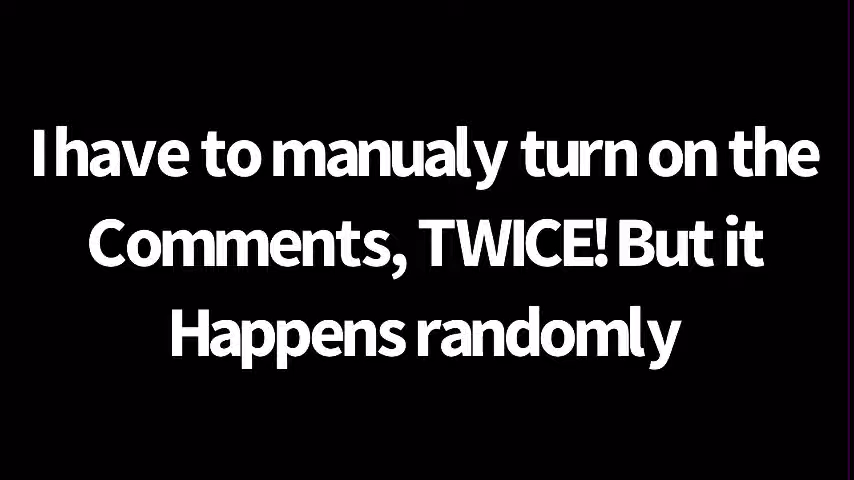 I have to manualy turn on the
Comments, TWICE! But it
Happens randomly